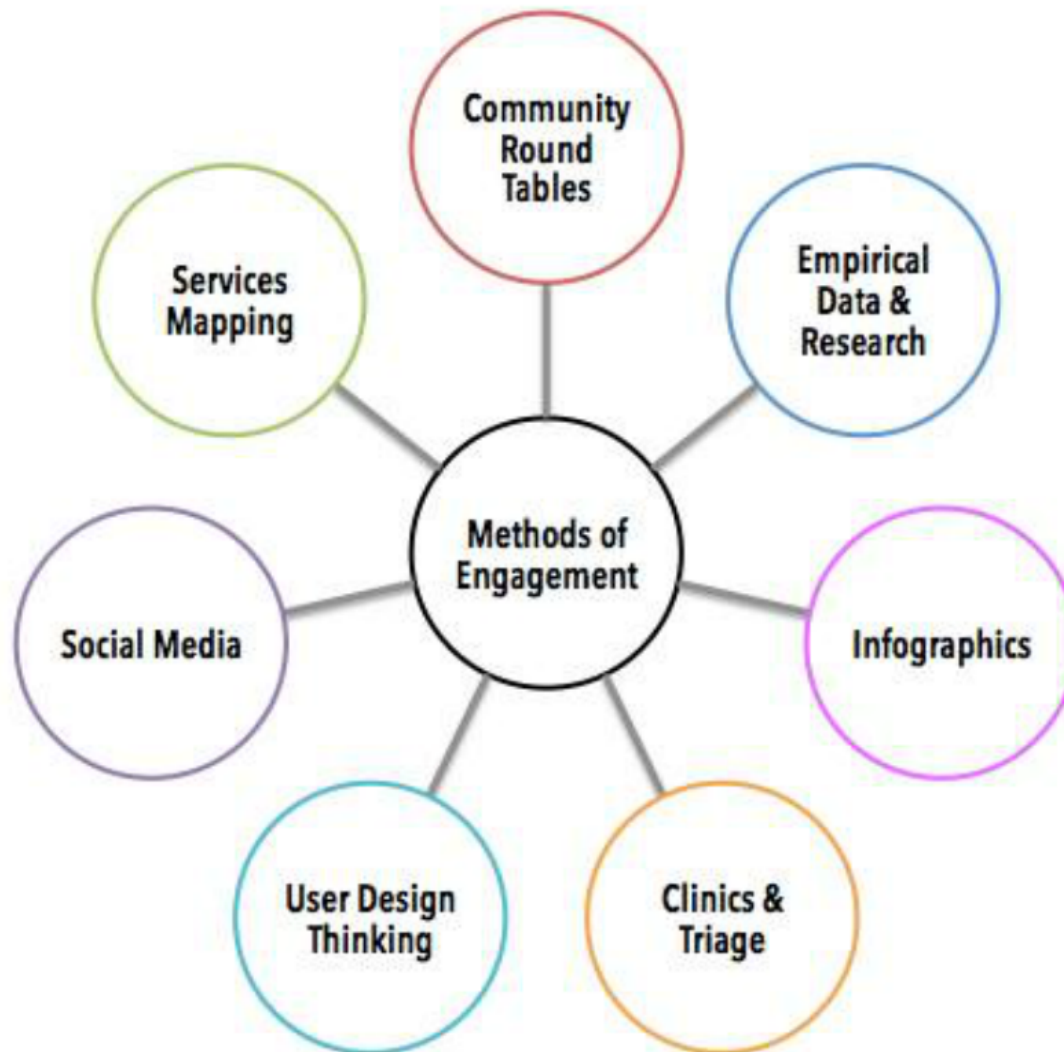 Community
Round
Tables
Empirical
Data &
Research
Infographics
Clinics &
Triage
User Design
Thinking
Social Media
Services
Mapping
Methods of
Engagement